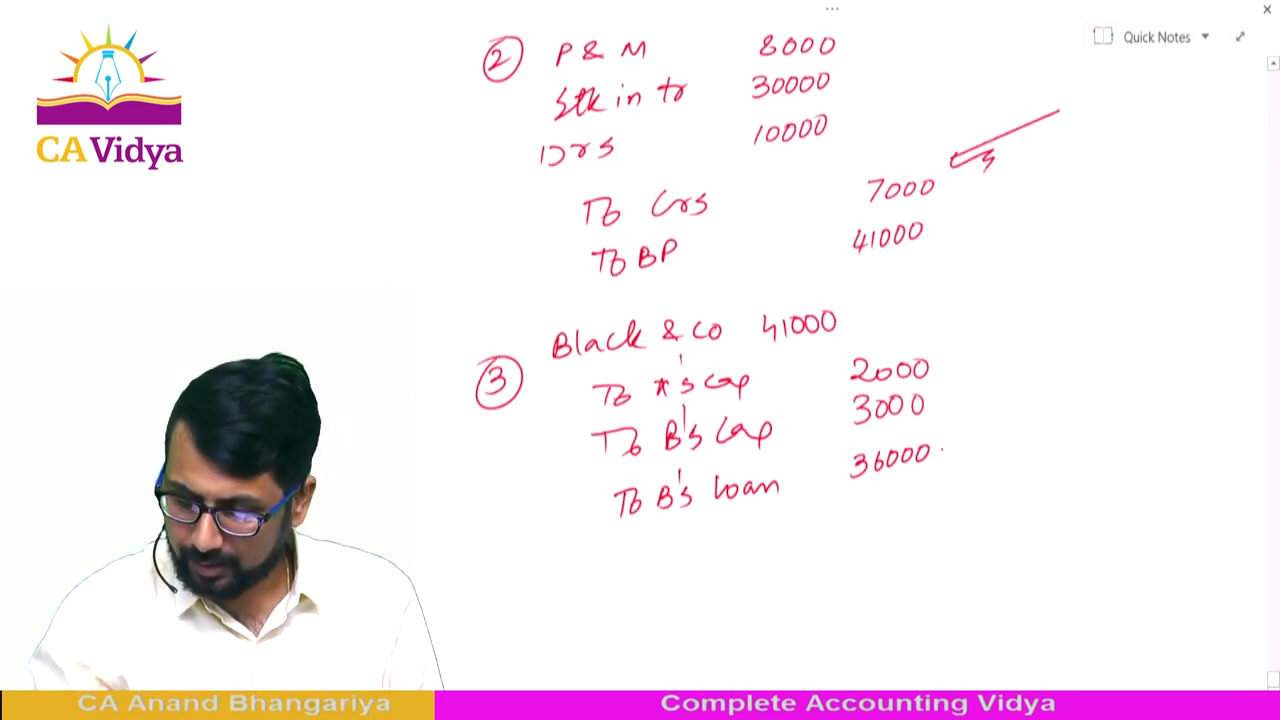 CA Vidya
...
Quick Notes
② P & M 8000
Stk in tr 30000
Drs 10000
To Crs 7000
To BP 41000
③ Black & Co 41000
To 's Cap 2000
To B's Cap 3000
To B's Loan 36000
CA Anand Bhangariya
Complete Accounting Vidya